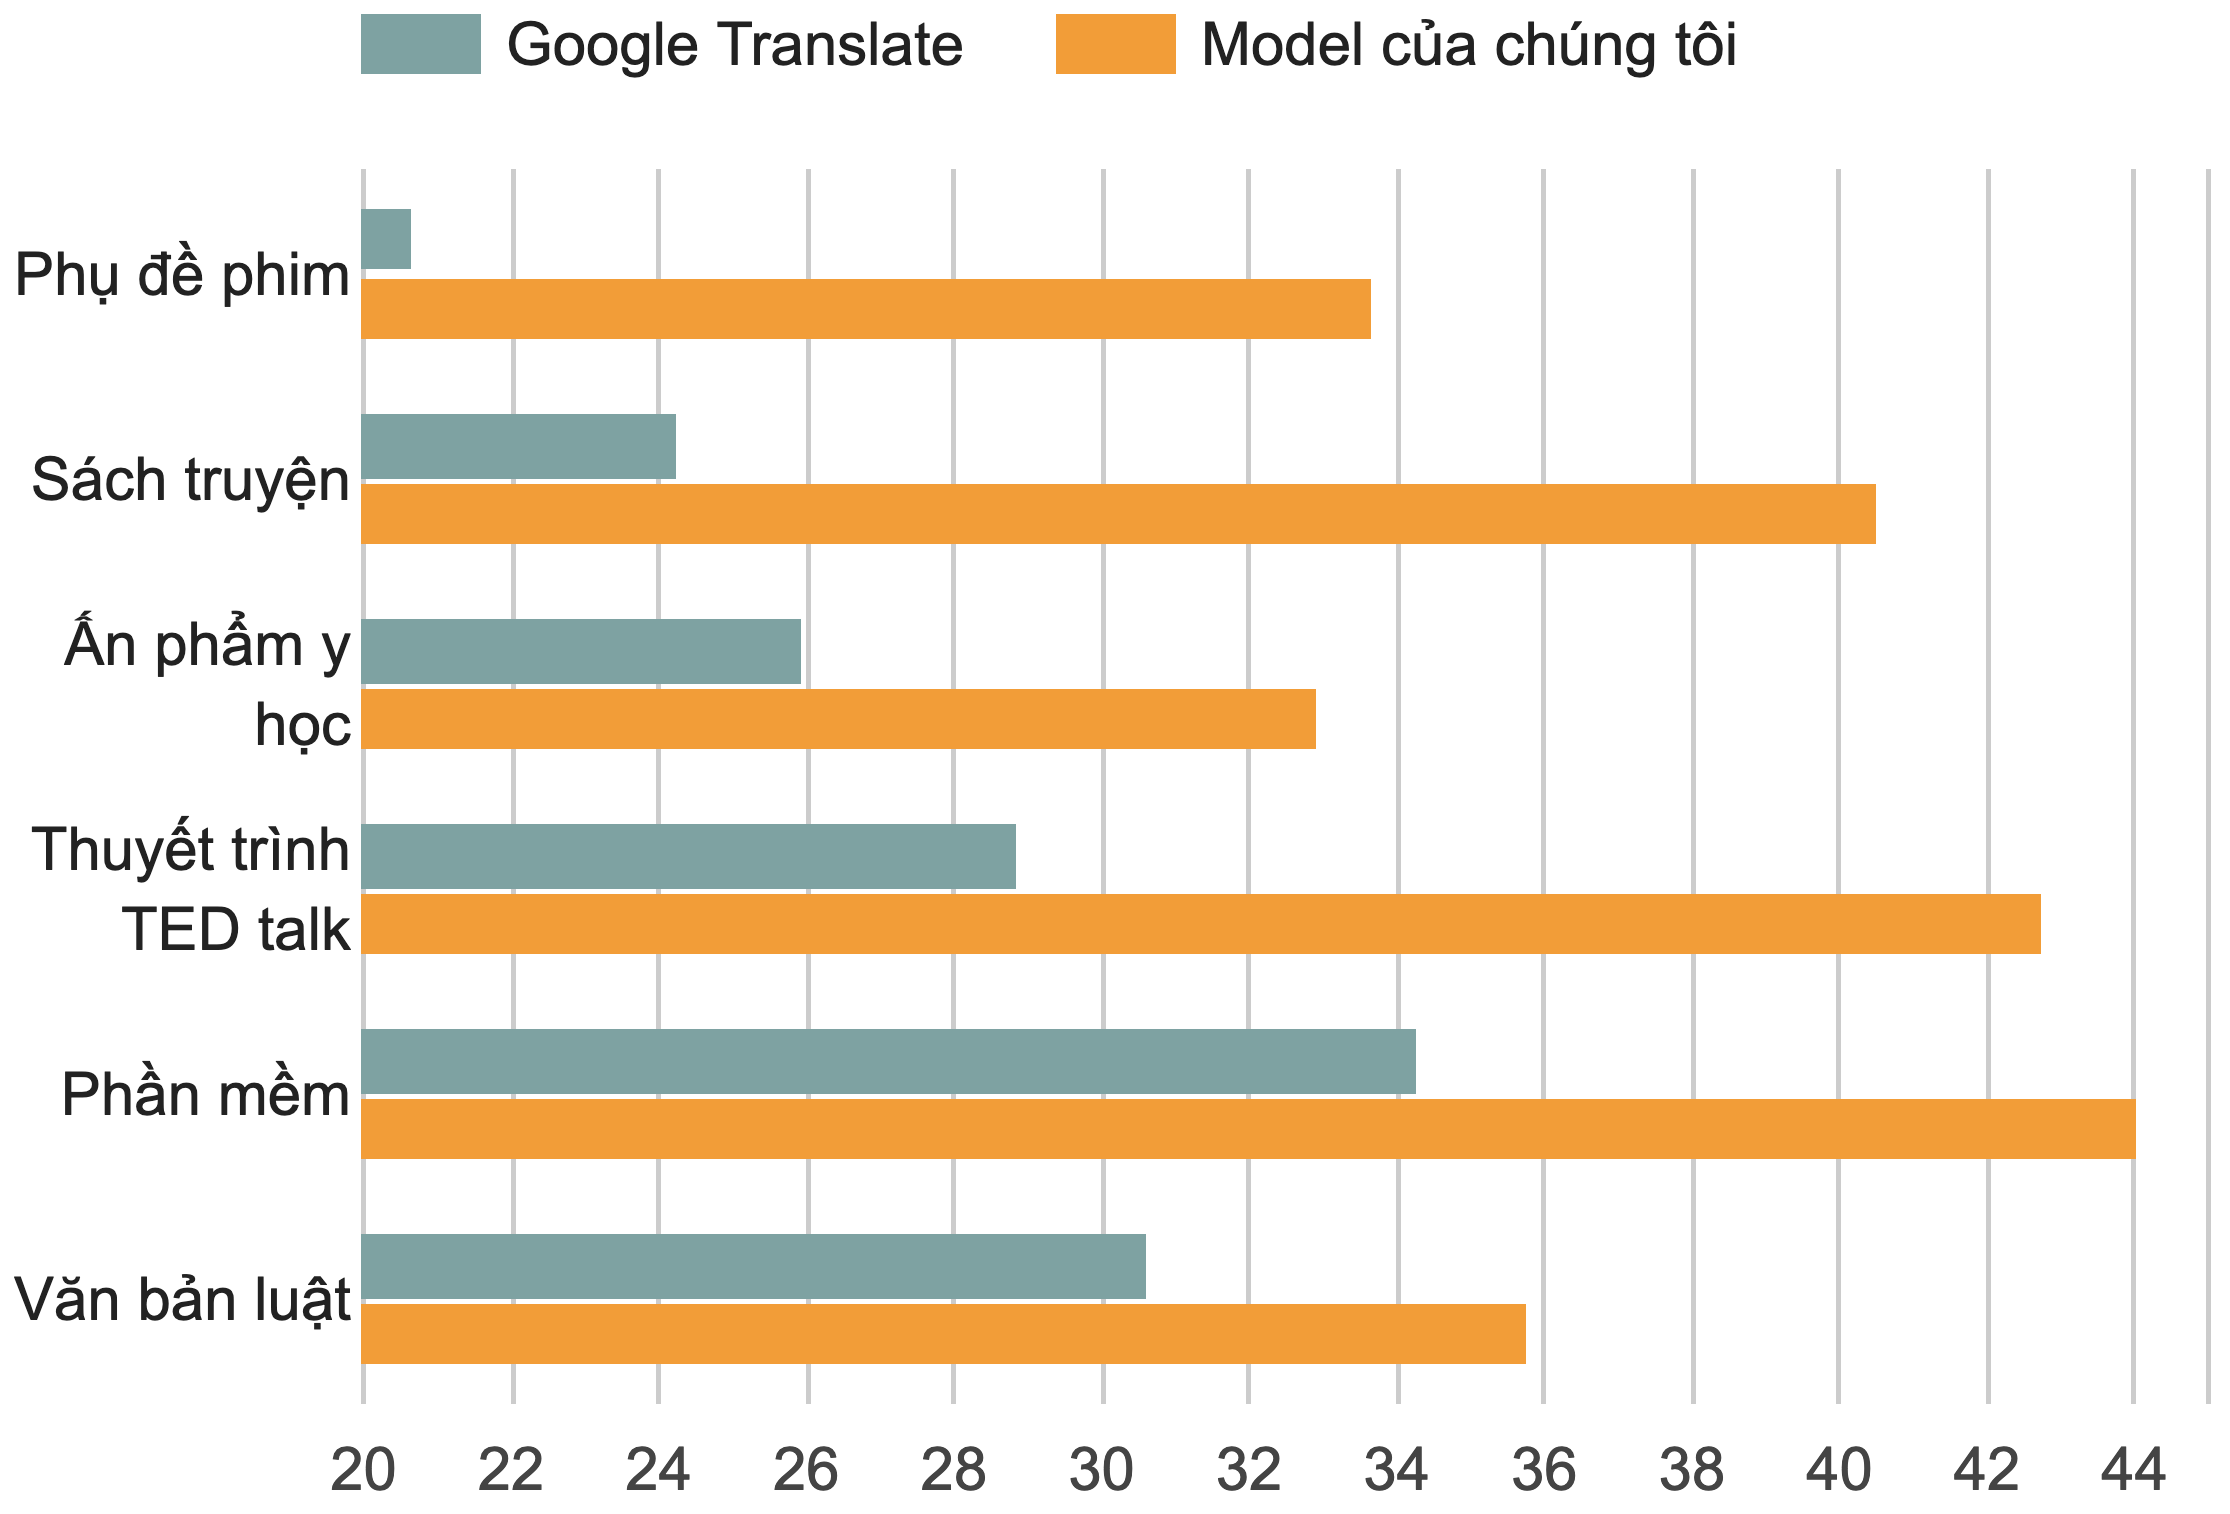 Google Translate
Model của chúng tôi
Phụ đề phim
Sách truyện
Ấn phẩm y
học
Thuyết trình
TED talk
Phần mềm
Văn bản luật
20 22 24 26 28 30 32 34 36 38 40 42 44